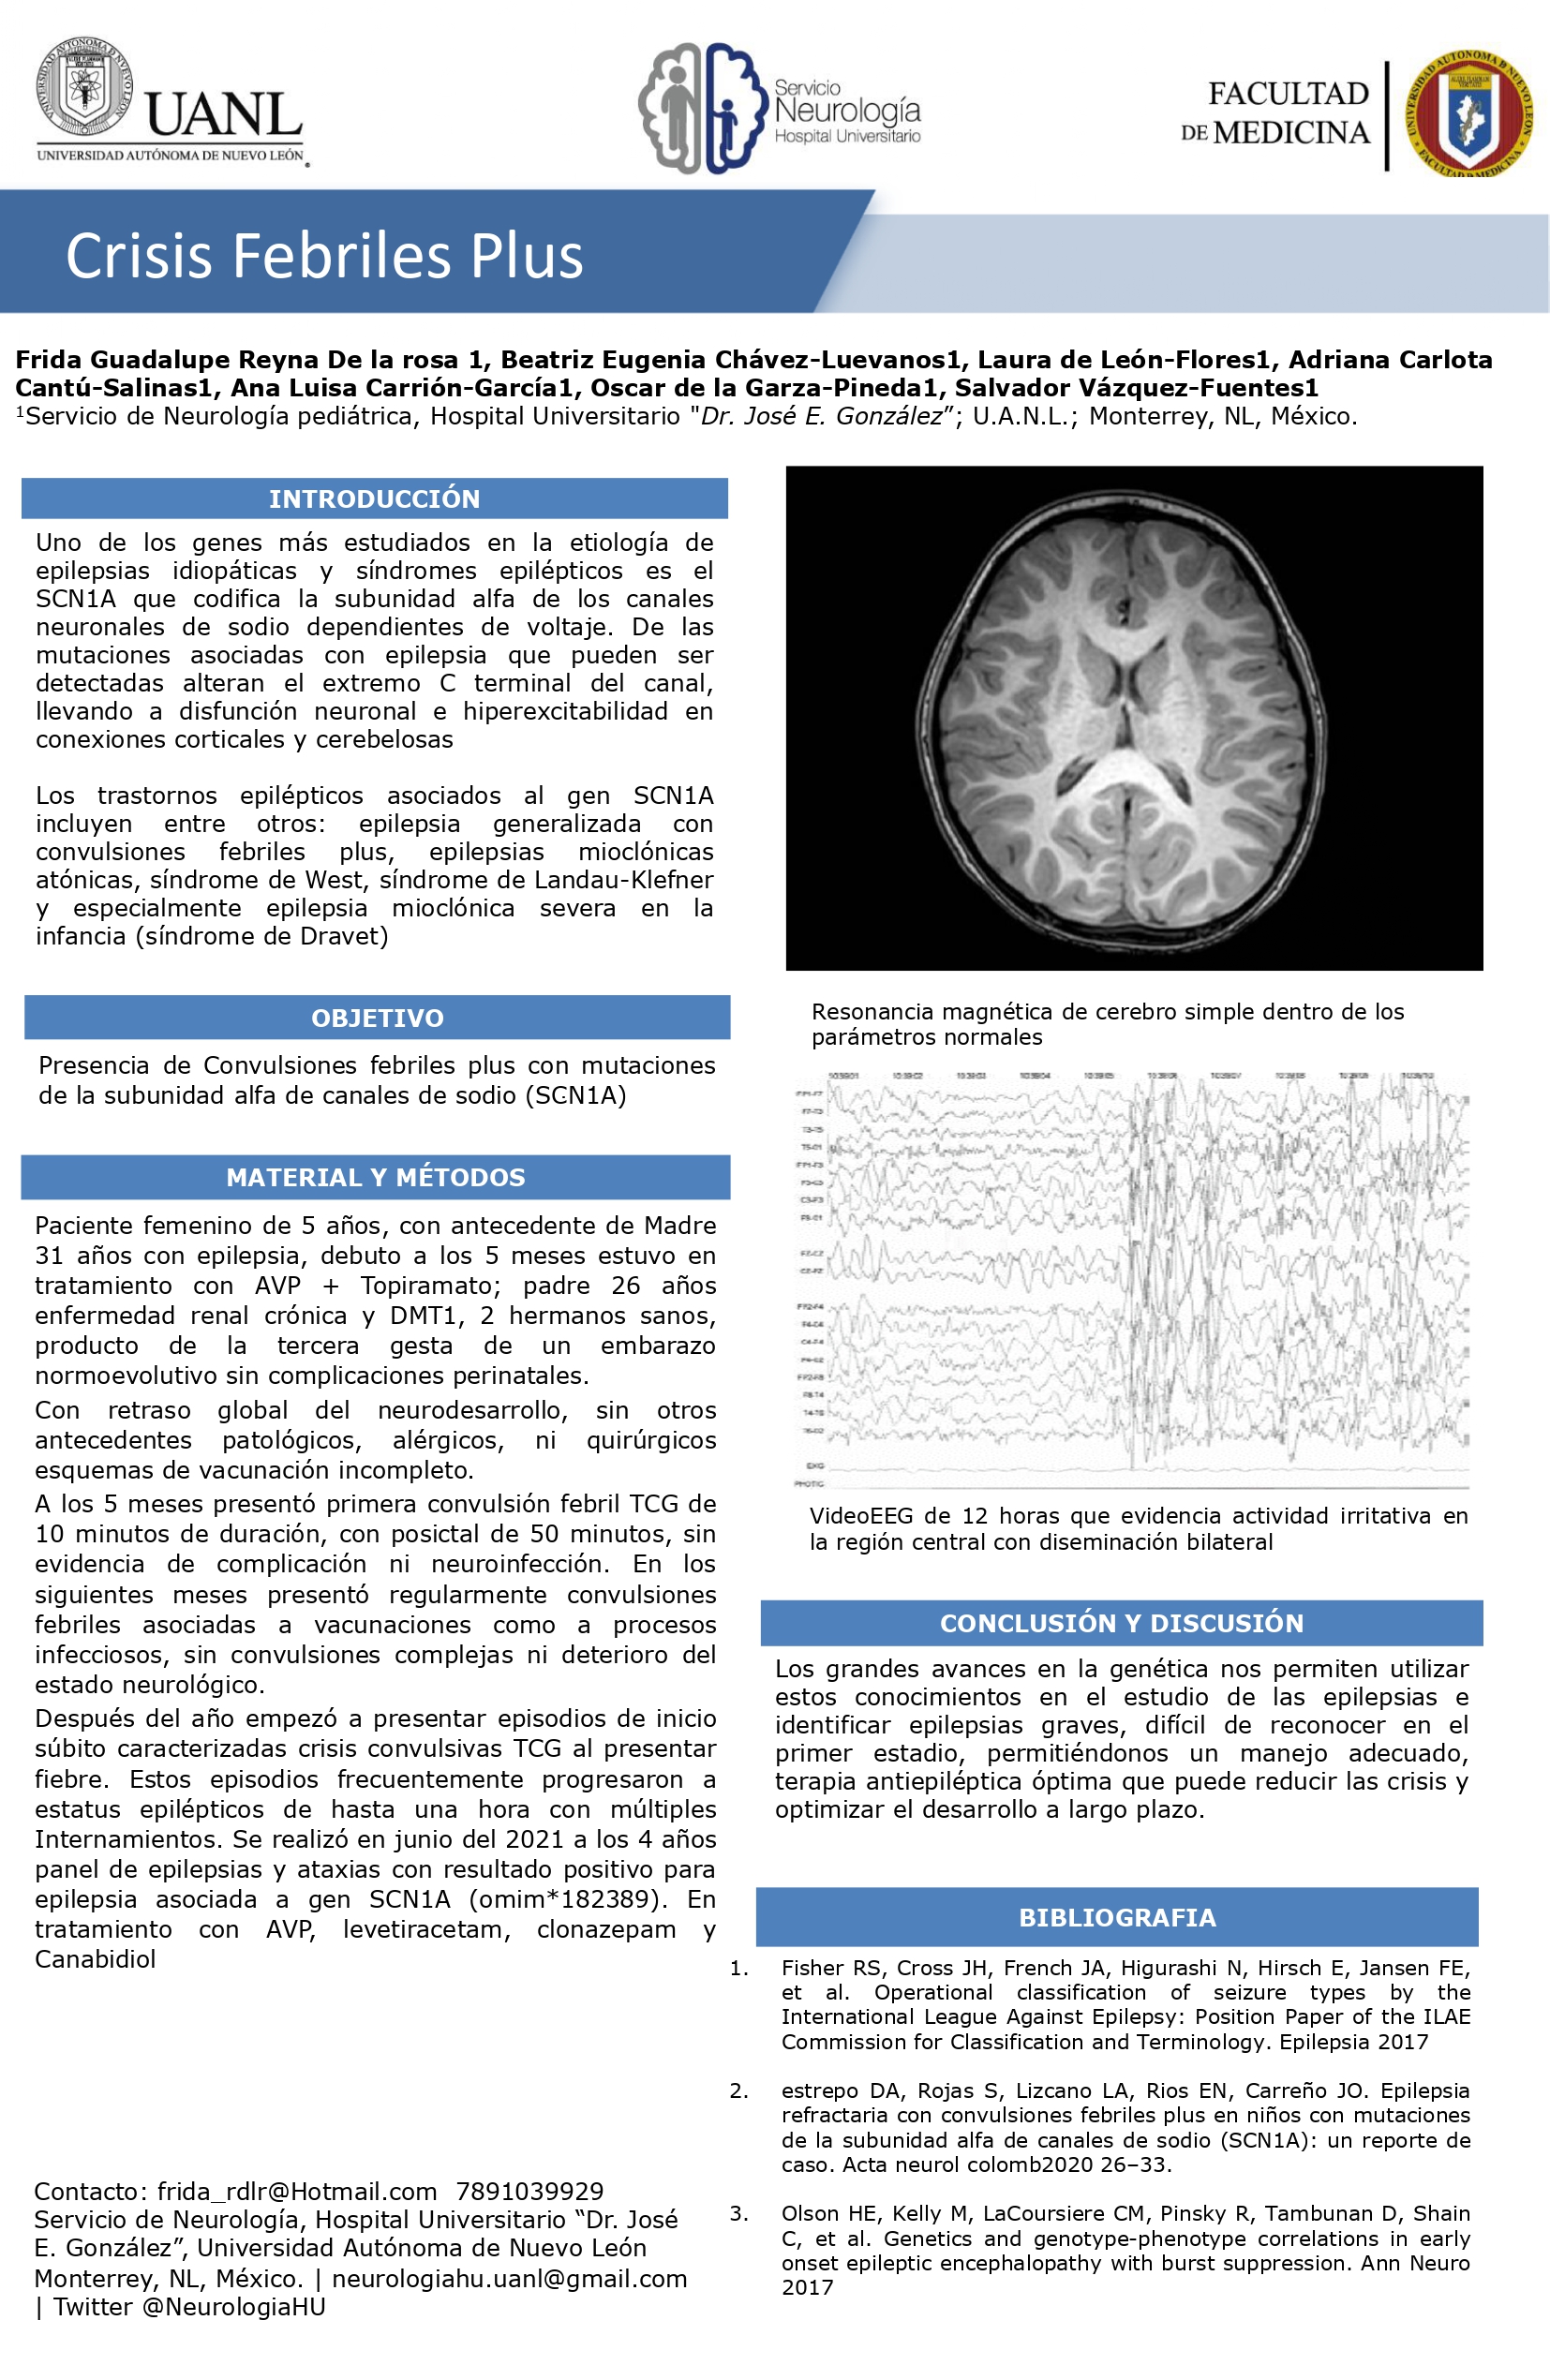 UANL
UNIVERSIDAD AUTÓNOMA DE NUEVO LEÓN
Servicio
Neurología
Hospital Universitario
FACULTAD
DE MEDICINA
Crisis Febriles Plus
Frida Guadalupe Reyna De la rosa 1, Beatriz Eugenia Chávez-Luevanos1, Laura de León-Flores1, Adriana Carlota
Cantú-Salinas1, Ana Luisa Carrión-García1, Oscar de la Garza-Pineda1, Salvador Vázquez-Fuentes1
¹Servicio de Neurología pediátrica, Hospital Universitario "Dr. José E. González”; U.A.N.L.; Monterrey, NL, México.
INTRODUCCIÓN
Uno de los genes más estudiados en la etiología de
epilepsias idiopáticas y síndromes epilépticos es el
SCN1A que codifica la subunidad alfa de los canales
neuronales de sodio dependientes de voltaje. De las
mutaciones asociadas con epilepsia que pueden ser
detectadas alteran el extremo C terminal del canal,
llevando a disfunción neuronal e hiperexcitabilidad en
conexiones corticales y cerebelosas
Los trastornos epilépticos asociados al gen SCN1A
incluyen entre otros: epilepsia generalizada con
convulsiones febriles plus, epilepsias mioclónicas
atónicas, síndrome de West, síndrome de Landau-Klefner
y especialmente epilepsia mioclónica severa en la
infancia (síndrome de Dravet)
OBJETIVO
Presencia de Convulsiones febriles plus con mutaciones
de la subunidad alfa de canales de sodio (SCN1A)
MATERIAL Y MÉTODOS
Paciente femenino de 5 años, con antecedente de Madre
31 años con epilepsia, debuto a los 5 meses estuvo en
tratamiento con AVP + Topiramato; padre 26 años
enfermedad renal crónica y DMT1, 2 hermanos sanos,
producto de la tercera gesta de un embarazo
normoevolutivo sin complicaciones perinatales.
Con retraso global del neurodesarrollo, sin otros
antecedentes patológicos, alérgicos, ni quirúrgicos
esquemas de vacunación incompleto.
A los 5 meses presentó primera convulsión febril TCG de
10 minutos de duración, con posictal de 50 minutos, sin
evidencia de complicación ni neuroinfección. En los
siguientes meses presentó regularmente convulsiones
febriles asociadas a vacunaciones como a procesos
infecciosos, sin convulsiones complejas ni deterioro del
estado neurológico.
Después del año empezó a presentar episodios de inicio
súbito caracterizadas crisis convulsivas TCG al presentar
fiebre. Estos episodios frecuentemente progresaron a
estatus epilépticos de hasta una hora con múltiples
Internamientos. Se realizó en junio del 2021 a los 4 años
panel de epilepsias y ataxias con resultado positivo para
epilepsia asociada a gen SCN1A (omim*182389). En
tratamiento con AVP, levetiracetam, clonazepam y
Canabidiol
Contacto: frida_rdlr@Hotmail.com 7891039929
Servicio de Neurología, Hospital Universitario “Dr. José
E. González”, Universidad Autónoma de Nuevo León
Monterrey, NL, México. | neurologiahu.uanl@gmail.com
| Twitter @NeurologiaHU
Resonancia magnética de cerebro simple dentro de los
parámetros normales
VideoEEG de 12 horas que evidencia actividad irritativa en
la región central con diseminación bilateral
CONCLUSIÓN Y DISCUSIÓN
Los grandes avances en la genética nos permiten utilizar
estos conocimientos en el estudio de las epilepsias e
identificar epilepsias graves, difícil de reconocer en el
primer estadio, permitiéndonos un manejo adecuado,
terapia antiepiléptica óptima que puede reducir las crisis y
optimizar el desarrollo a largo plazo.
BIBLIOGRAFIA
1. Fisher RS, Cross JH, French JA, Higurashi N, Hirsch E, Jansen FE,
et al. Operational classification of seizure types by the
International League Against Epilepsy: Position Paper of the ILAE
Commission for Classification and Terminology. Epilepsia 2017
2. estrepo DA, Rojas S, Lizcano LA, Rios EN, Carreño JO. Epilepsia
refractaria con convulsiones febriles plus en niños con mutaciones
de la subunidad alfa de canales de sodio (SCN1A): un reporte de
caso. Acta neurol colomb2020 26–33.
3. Olson HE, Kelly M, LaCoursiere CM, Pinsky R, Tambunan D, Shain
C, et al. Genetics and genotype-phenotype correlations in early
onset epileptic encephalopathy with burst suppression. Ann Neuro
2017